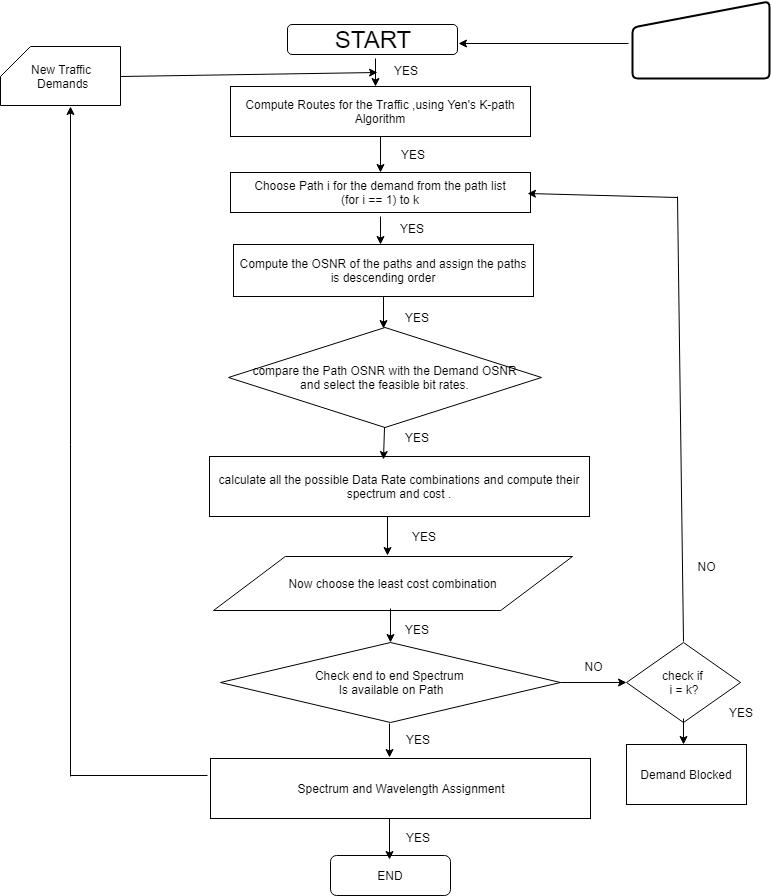 START
New Traffic
Demands
YES
Compute Routes for the Traffic ,using Yen's K-path
Algorithm
YES
Choose Path i for the demand from the path list
(for i == 1) to k
YES
Compute the OSNR of the paths and assign the paths
is descending order
YES
compare the Path OSNR with the Demand OSNR
and select the feasible bit rates.
YES
calculate all the possible Data Rate combinations and compute their
spectrum and cost .
YES
Now choose the least cost combination
NO
YES
Check end to end Spectrum
Is available on Path
NO
check if
i = k?
YES
YES
Spectrum and Wavelength Assignment
Demand Blocked
YES
END